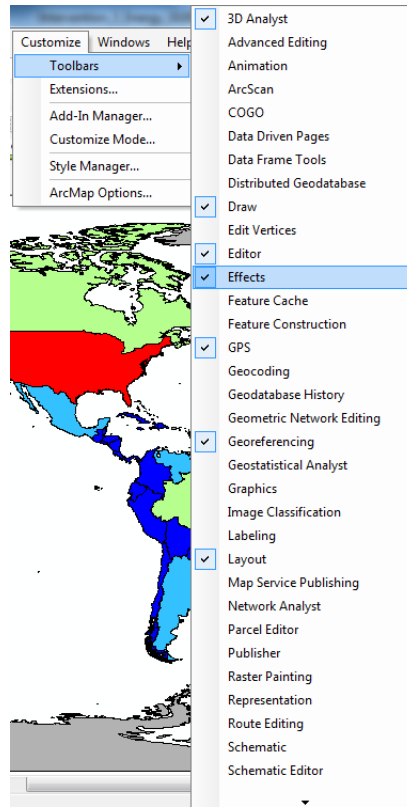 Customize Windows Help
Toolbars
Extensions...
Add-In Manager...
Customize Mode...
Style Manager...
ArcMap Options...
3D Analyst
Advanced Editing
Animation
ArcScan
COGO
Data Driven Pages
Data Frame Tools
Distributed Geodatabase
Draw
Edit Vertices
Editor
Effects
Feature Cache
Feature Construction
GPS
Geocoding
Geodatabase History
Geometric Network Editing
Georeferencing
Geostatistical Analyst
Graphics
Image Classification
Labeling
Layout
Map Service Publishing
Network Analyst
Parcel Editor
Publisher
Raster Painting
Representation
Route Editing
Schematic
Schematic Editor